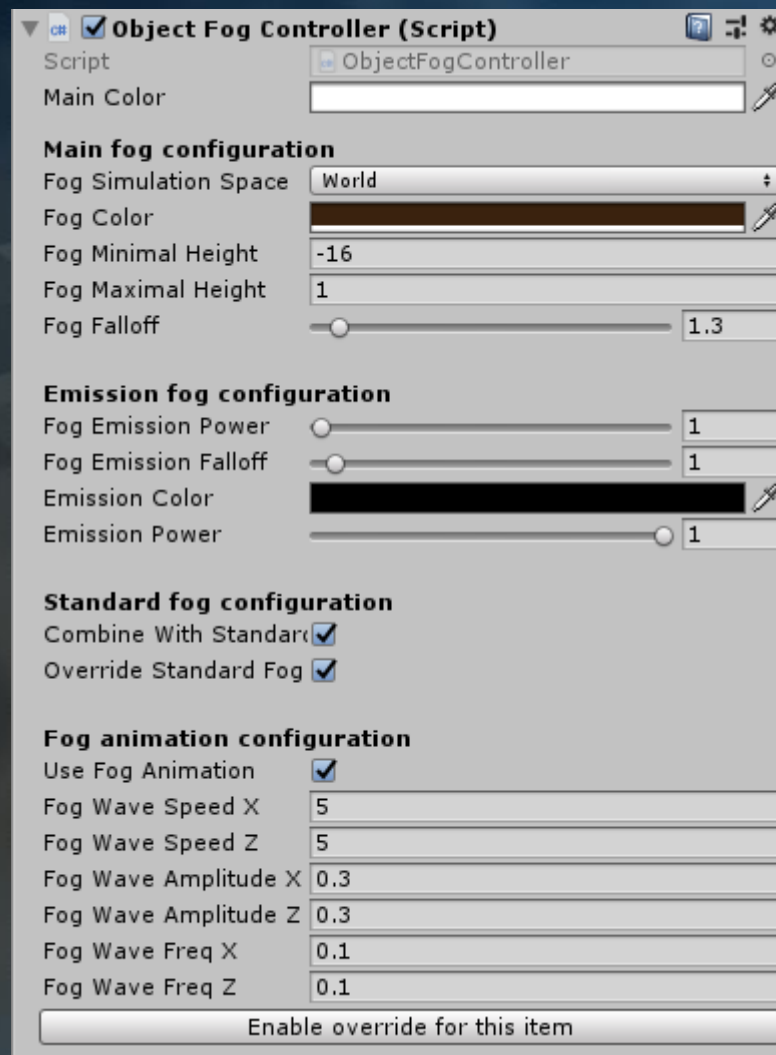 Object Fog Controller (Script)
Script ObjectFogController
Main Color
Main fog configuration
Fog Simulation Space World
Fog Color
Fog Minimal Height -16
Fog Maximal Height 1
Fog Falloff 1.3
Emission fog configuration
Fog Emission Power 1
Fog Emission Falloff 1
Emission Color
Emission Power 1
Standard fog configuration
Combine With Standar
Override Standard Fog
Fog animation configuration
Use Fog Animation
Fog Wave Speed X 5
Fog Wave Speed Z 5
Fog Wave Amplitude X 0.3
Fog Wave Amplitude Z 0.3
Fog Wave Freq X 0.1
Fog Wave Freq Z 0.1
Enable override for this item